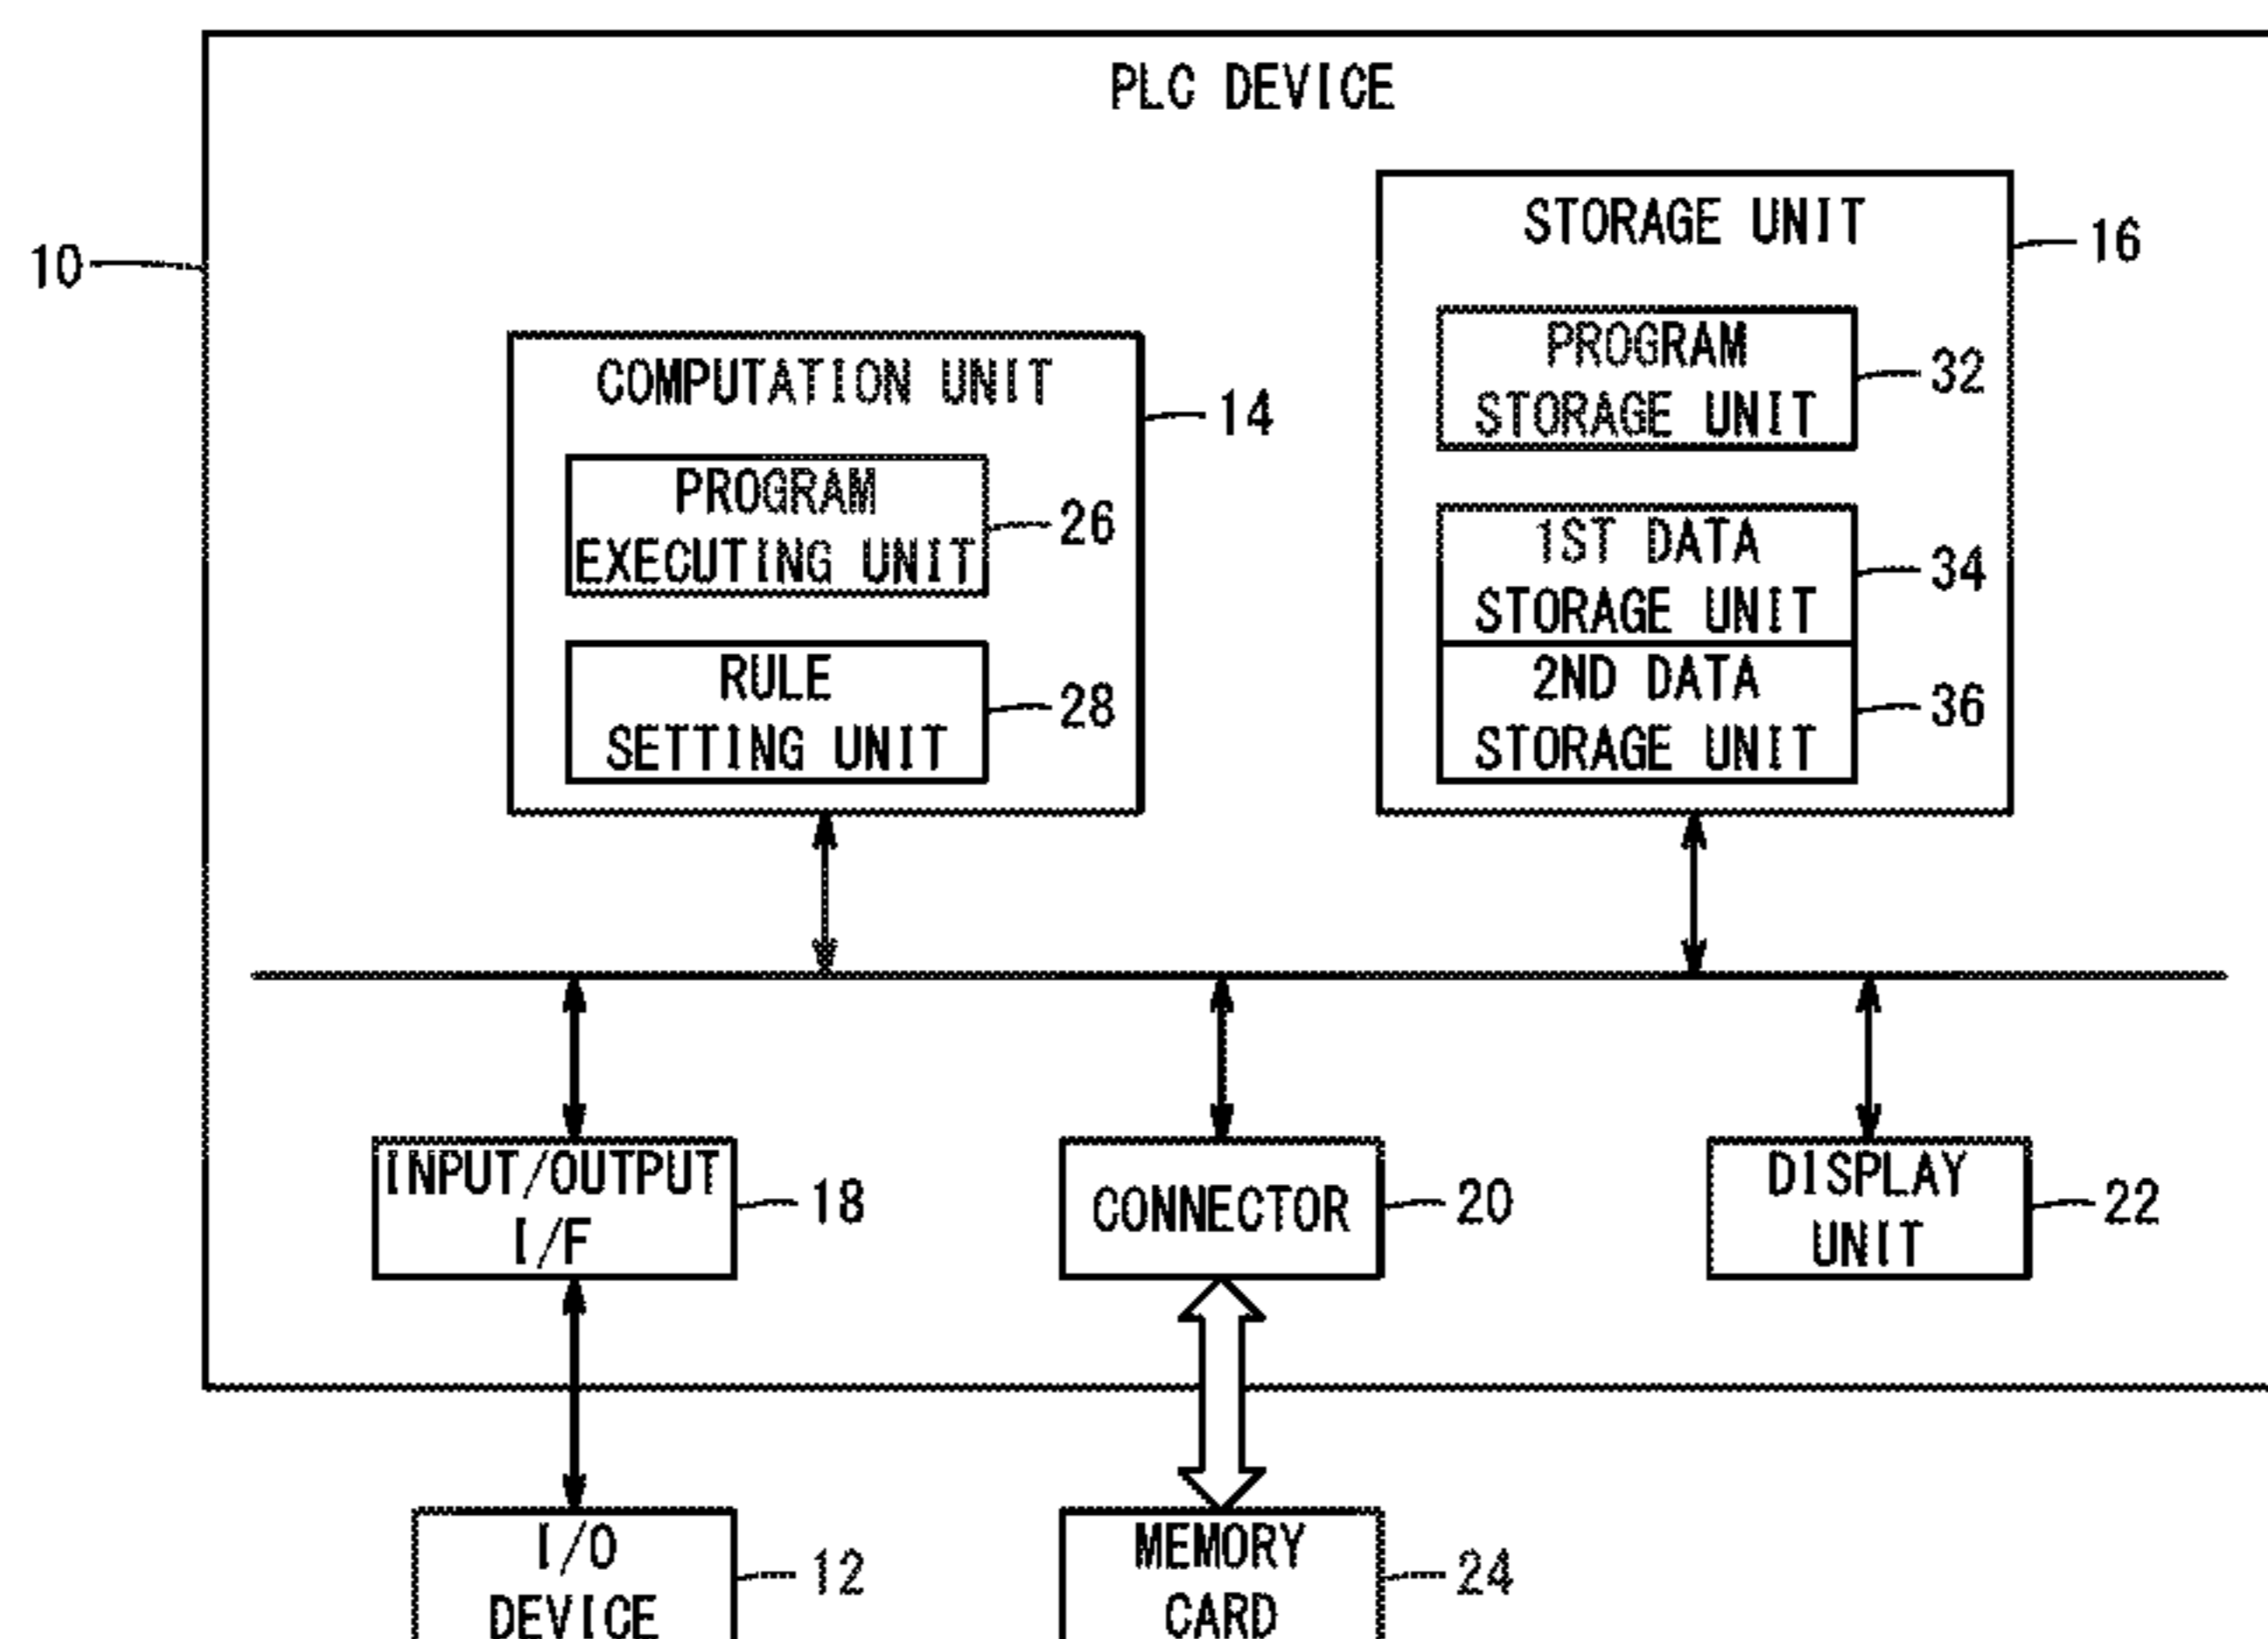 PLC DEVICE
10
STORAGE UNIT
16
PROGRAM
STORAGE UNIT
32
1ST DATA
STORAGE UNIT
34
2ND DATA
STORAGE UNIT
36
COMPUTATION UNIT
14
PROGRAM
EXECUTING UNIT
26
RULE
SETTING UNIT
28
INPUT/OUTPUT
I/F
18
CONNECTOR
20
DISPLAY
UNIT
22
I/O
DEVICE
12
MEMORY
CARD
24